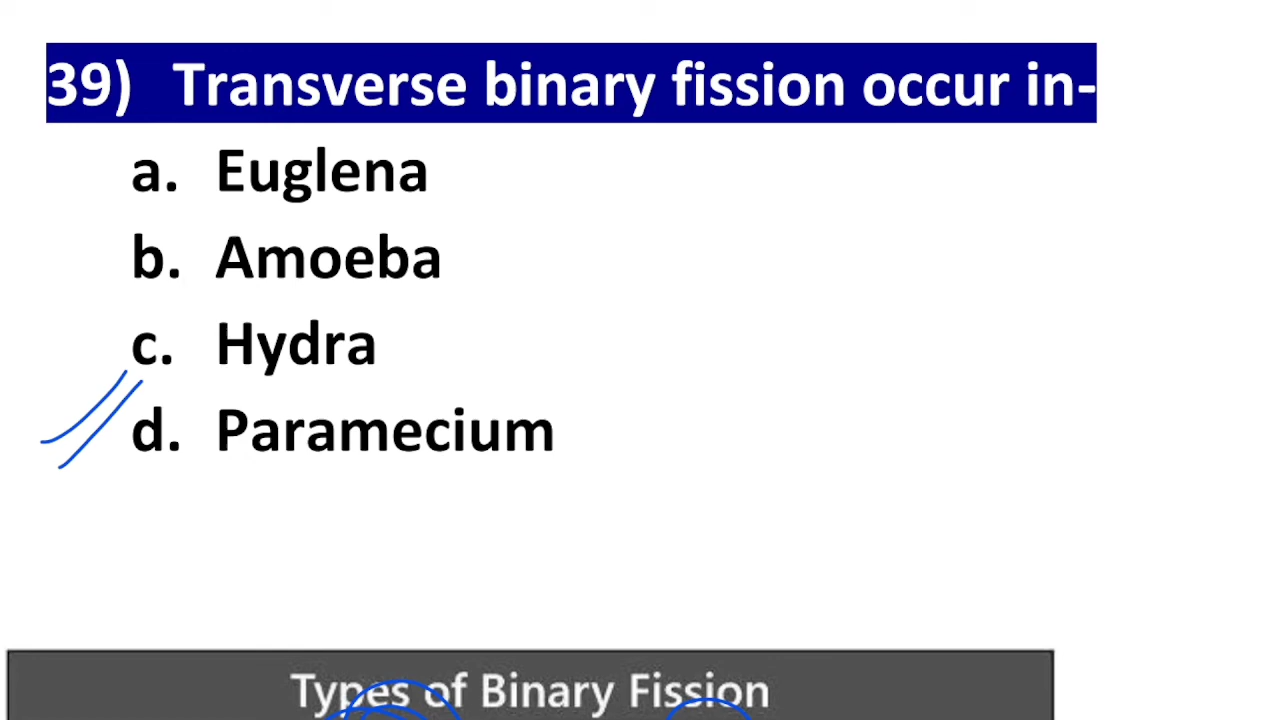 39) Transverse binary fission occur in-
a. Euglena
b. Amoeba
c. Hydra
d. Paramecium
Types of Binary Fission